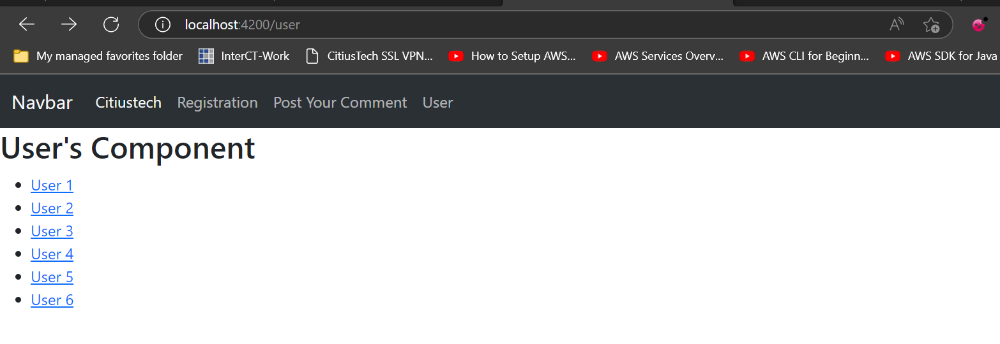 localhost:4200/user
My managed favorites folder InterCT-Work CitiusTech SSL VPN... How to Setup AWS... AWS Services Overv... AWS CLI for Beginn... AWS SDK for Java
Navbar Citiustech Registration Post Your Comment User
User's Component
User 1
User 2
User 3
User 4
User 5
User 6